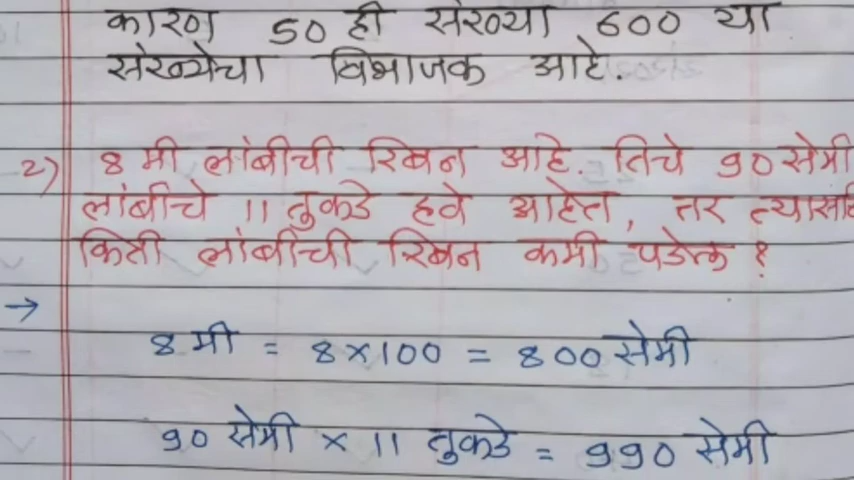 कारण 50 ही संख्या 600 या
संख्येचा विभाजक आहे.
2) 8 मी लांबीची रिबन आहे. तिचे 90 सेमी
लांबीचे 11 तुकडे हवे आहेत, तर
किती लांबीची रिबन कमी पडेल ?
→
8 मी = 8×100 = 800 सेमी
90 सेमी × 11 तुकडे = 990 सेमी